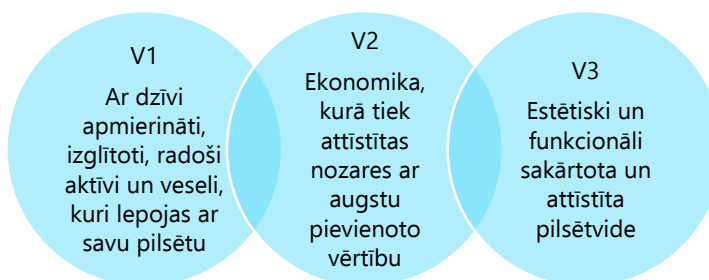 V1
Ar dzīvi
apmierināti,
izglītoti, radoši
aktīvi un veseli,
kuri lepojas ar
savu pilsētu
V2
Ekonomika,
kurā tiek
attīstītas
nozares ar
augstu
pievienoto
vērtību
V3
Estētiski un
funkcionāli
sakārtota un
attīstīta
pilsētvide